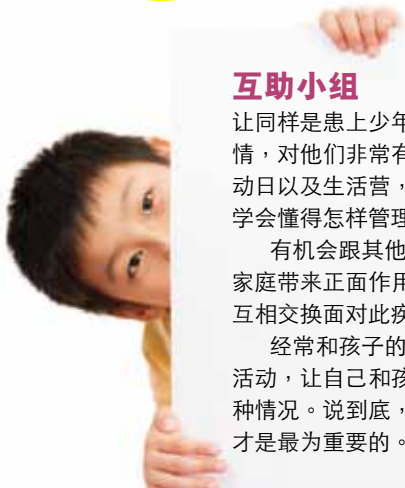 互助小组
让同样是患上少年
情，对他们非常有
动日以及生活营，
学会懂得怎样管理
有机会跟其他
家庭带来正面作用
互相交换面对此疾
经常和孩子的
活动，让自己和孩
种情况。说到底，
才是最为重要的。